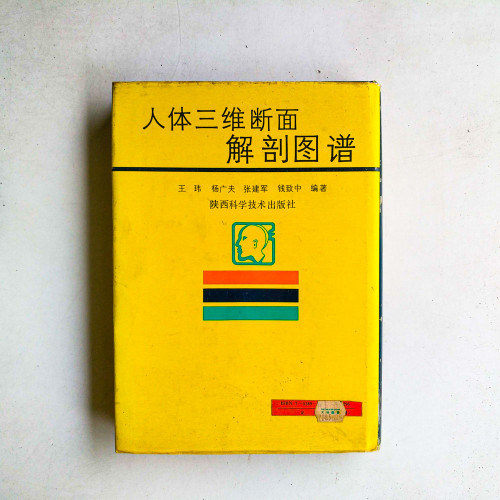 人体三维断面
解剖图谱
王 玮 杨广夫 张建军 钱致中 编著
陕西科学技术出版社